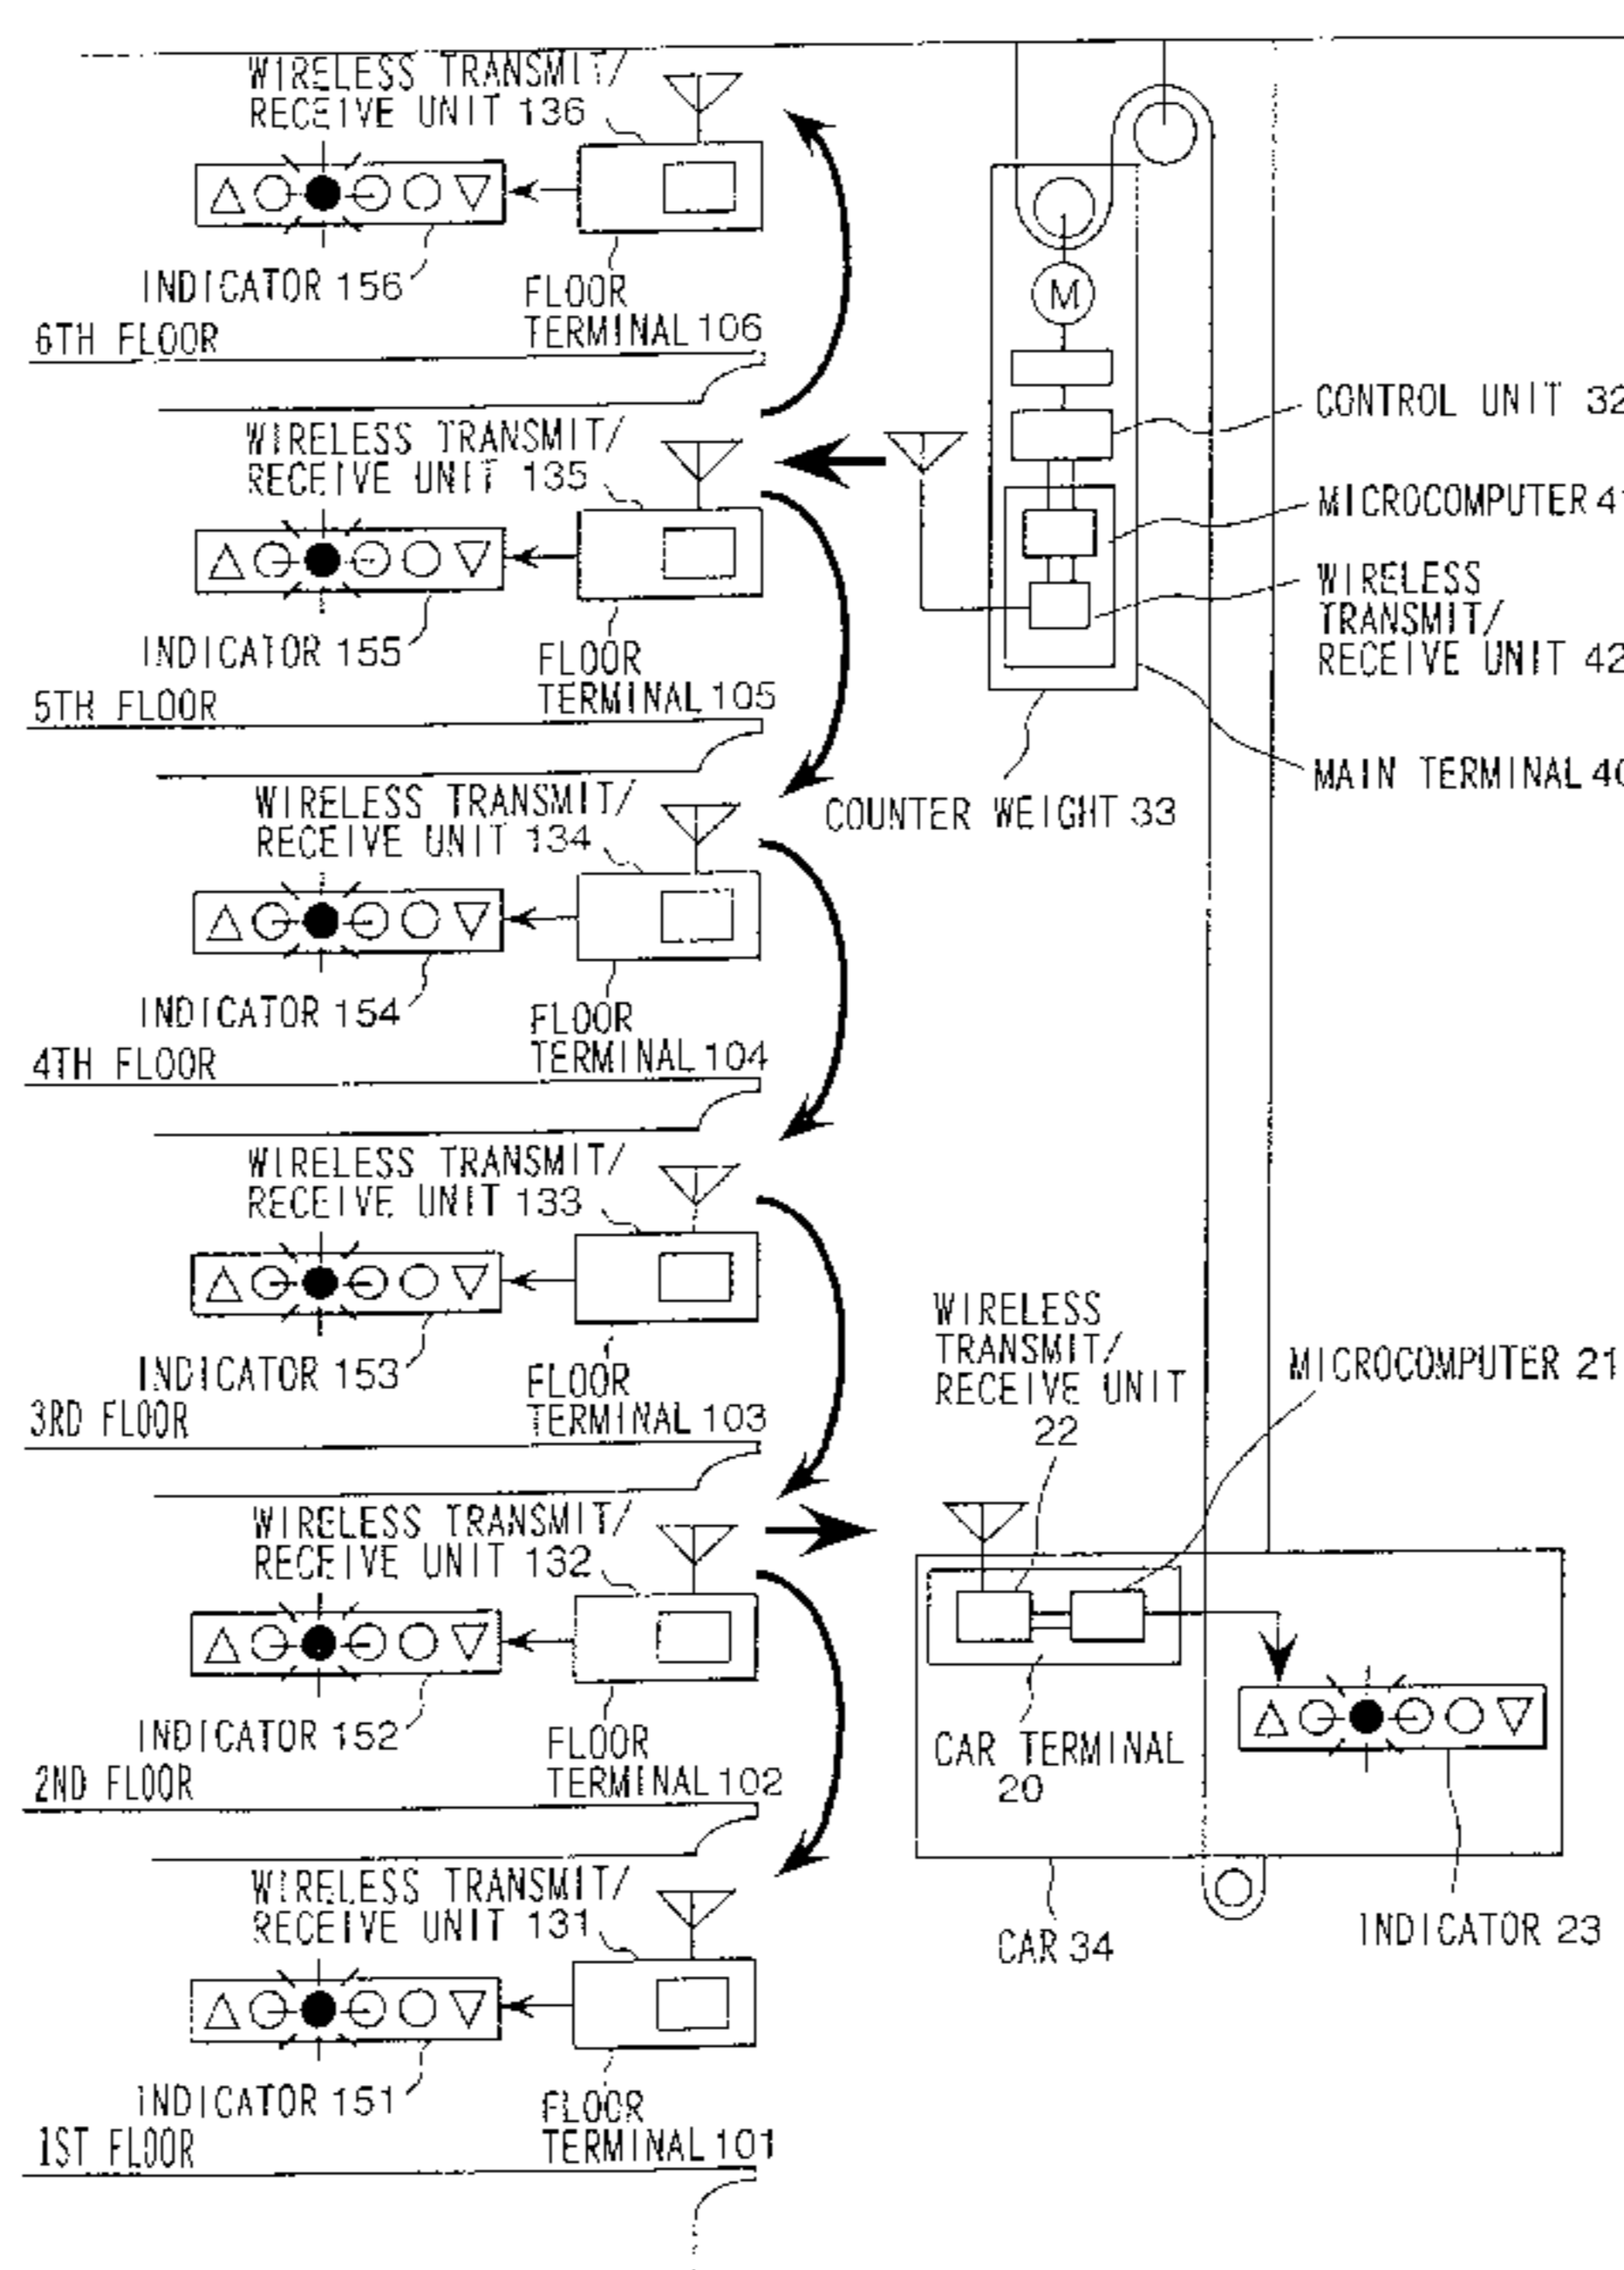 WIRELESS TRANSMIT/
RECEIVE UNIT 136
INDICATOR 156
FLOOR
TERMINAL 106
6TH FLOOR
M
CONTROL UNIT 32
WIRELESS TRANSMIT/
RECEIVE UNIT 135
MICROCOMPUTER 41
WIRELESS
TRANSMIT/
RECEIVE UNIT 42
INDICATOR 155
FLOOR
TERMINAL 105
5TH FLOOR
MAIN TERMINAL 40
COUNTER WEIGHT 33
WIRELESS TRANSMIT/
RECEIVE UNIT 134
INDICATOR 154
FLOOR
TERMINAL 104
4TH FLOOR
WIRELESS TRANSMIT/
RECEIVE UNIT 133
INDICATOR 153
FLOOR
TERMINAL 103
3RD FLOOR
WIRELESS
TRANSMIT/
RECEIVE UNIT
22
MICROCOMPUTER 21
WIRELESS TRANSMIT/
RECEIVE UNIT 132
INDICATOR 152
FLOOR
TERMINAL 102
2ND FLOOR
CAR TERMINAL
20
WIRELESS TRANSMIT/
RECEIVE UNIT 131
CAR 34
INDICATOR 23
INDICATOR 151
FLOOR
TERMINAL 101
1ST FLOOR